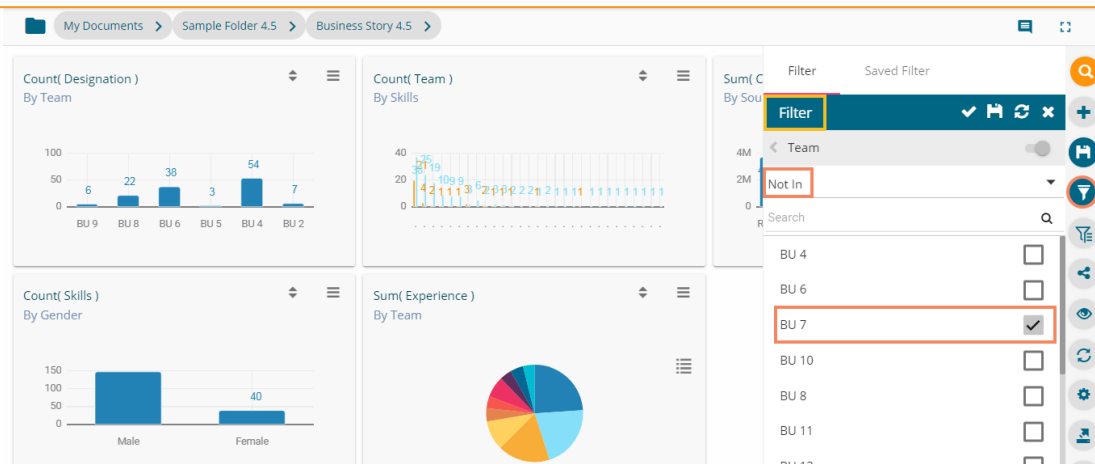 My Documents > Sample Folder 4.5 > Business Story 4.5 >
Count( Designation )
By Team
100
50
0
6
22
38
3
54
7
BU 9
BU 8
BU 6
BU 5
BU 4
BU 2
Count( Team )
By Skills
40
20
0
Sum( C
By Sou
4M
2M
0
Count( Skills )
By Gender
150
100
50
0
40
Male
Female
Sum( Experience )
By Team
Filter
Saved Filter
Filter
Team
Not In
Search
BU 4
BU 6
BU 7
BU 10
BU 8
BU 11